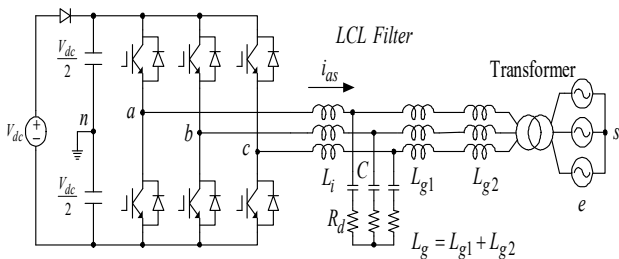 LCL Filter
i_as
Transformer
V_dc/2
V_dc
n
a
b
c
s
C
L_i
L_g1
L_g2
V_dc/2
R_d
e
L_g = L_g1 + L_g2